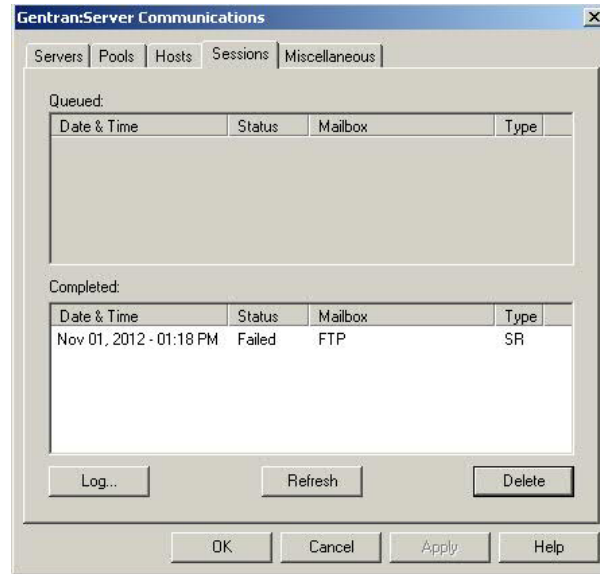 Gentran:Server Communications
Servers Pools Hosts Sessions Miscellaneous
Queued:
Date & Time Status Mailbox Type
Completed:
Date & Time Status Mailbox Type
Nov 01, 2012 - 01:18 PM Failed FTP SR
Log... Refresh Delete
OK Cancel Apply Help